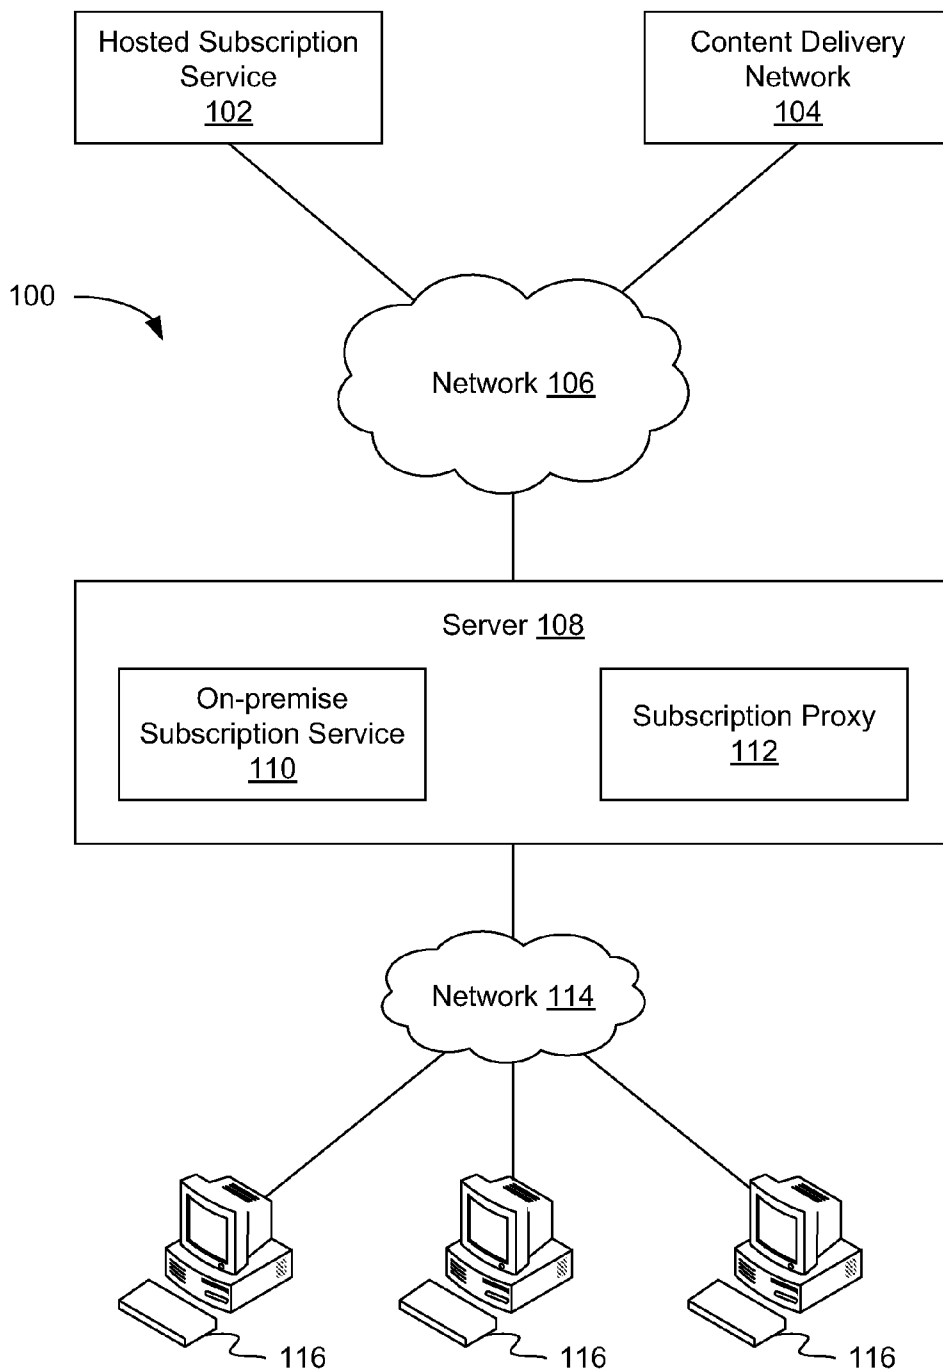 Hosted Subscription
Service
102
Content Delivery
Network
104
100
Network 106
Server 108
On-premise
Subscription Service
110
Subscription Proxy
112
Network 114
116
116
116